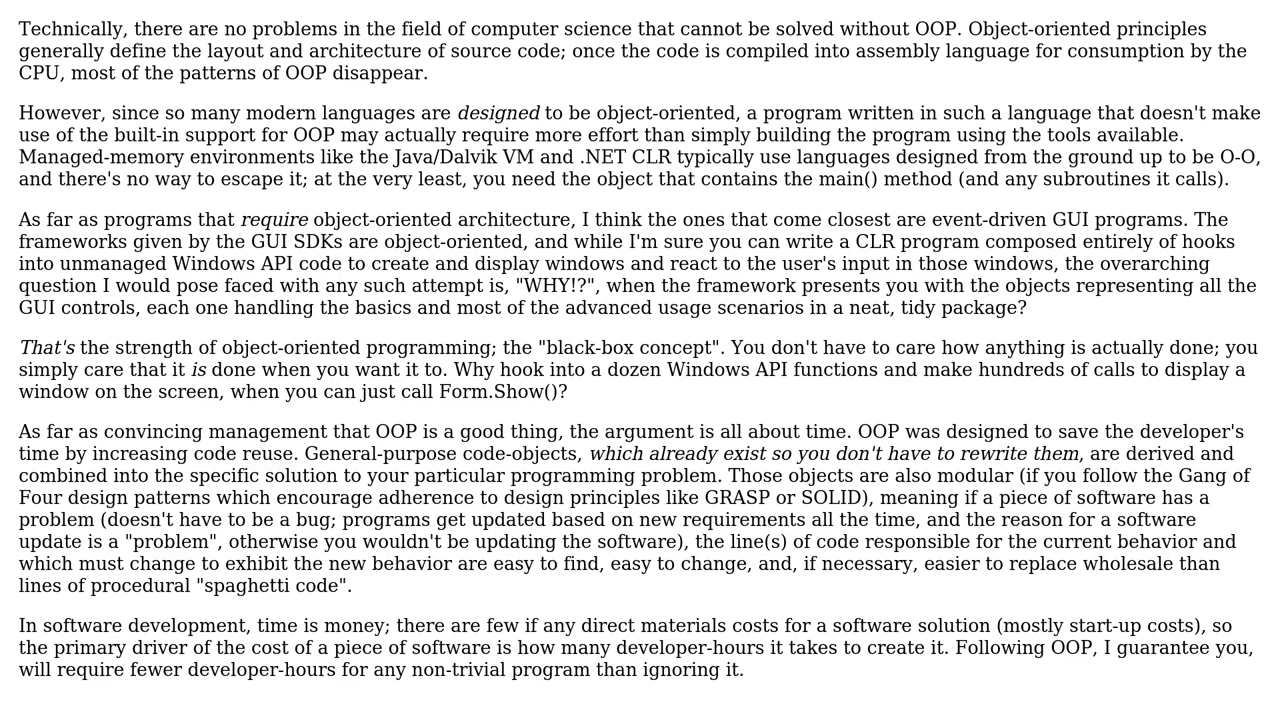 Technically, there are no problems in the field of computer science that cannot be solved without OOP. Object-oriented principles
generally define the layout and architecture of source code; once the code is compiled into assembly language for consumption by the
CPU, most of the patterns of OOP disappear.
However, since so many modern languages are designed to be object-oriented, a program written in such a language that doesn't make
use of the built-in support for OOP may actually require more effort than simply building the program using the tools available.
Managed-memory environments like the Java/Dalvik VM and .NET CLR typically use languages designed from the ground up to be O-O,
and there's no way to escape it; at the very least, you need the object that contains the main() method (and any subroutines it calls).
As far as programs that require object-oriented architecture, I think the ones that come closest are event-driven GUI programs. The
frameworks given by the GUI SDKs are object-oriented, and while I'm sure you can write a CLR program composed entirely of hooks
into unmanaged Windows API code to create and display windows and react to the user's input in those windows, the overarching
question I would pose faced with any such attempt is, "WHY!?", when the framework presents you with the objects representing all the
GUI controls, each one handling the basics and most of the advanced usage scenarios in a neat, tidy package?
That's the strength of object-oriented programming; the "black-box concept". You don't have to care how anything is actually done; you
simply care that it is done when you want it to. Why hook into a dozen Windows API functions and make hundreds of calls to display a
window on the screen, when you can just call Form.Show()?
As far as convincing management that OOP is a good thing, the argument is all about time. OOP was designed to save the developer's
time by increasing code reuse. General-purpose code-objects, which already exist so you don't have to rewrite them, are derived and
combined into the specific solution to your particular programming problem. Those objects are also modular (if you follow the Gang of
Four design patterns which encourage adherence to design principles like GRASP or SOLID), meaning if a piece of software has a
problem (doesn't have to be a bug; programs get updated based on new requirements all the time, and the reason for a software
update is a "problem", otherwise you wouldn't be updating the software), the line(s) of code responsible for the current behavior and
which must change to exhibit the new behavior are easy to find, easy to change, and, if necessary, easier to replace wholesale than
lines of procedural "spaghetti code".
In software development, time is money; there are few if any direct materials costs for a software solution (mostly start-up costs), so
the primary driver of the cost of a piece of software is how many developer-hours it takes to create it. Following OOP, I guarantee you,
will require fewer developer-hours for any non-trivial program than ignoring it.